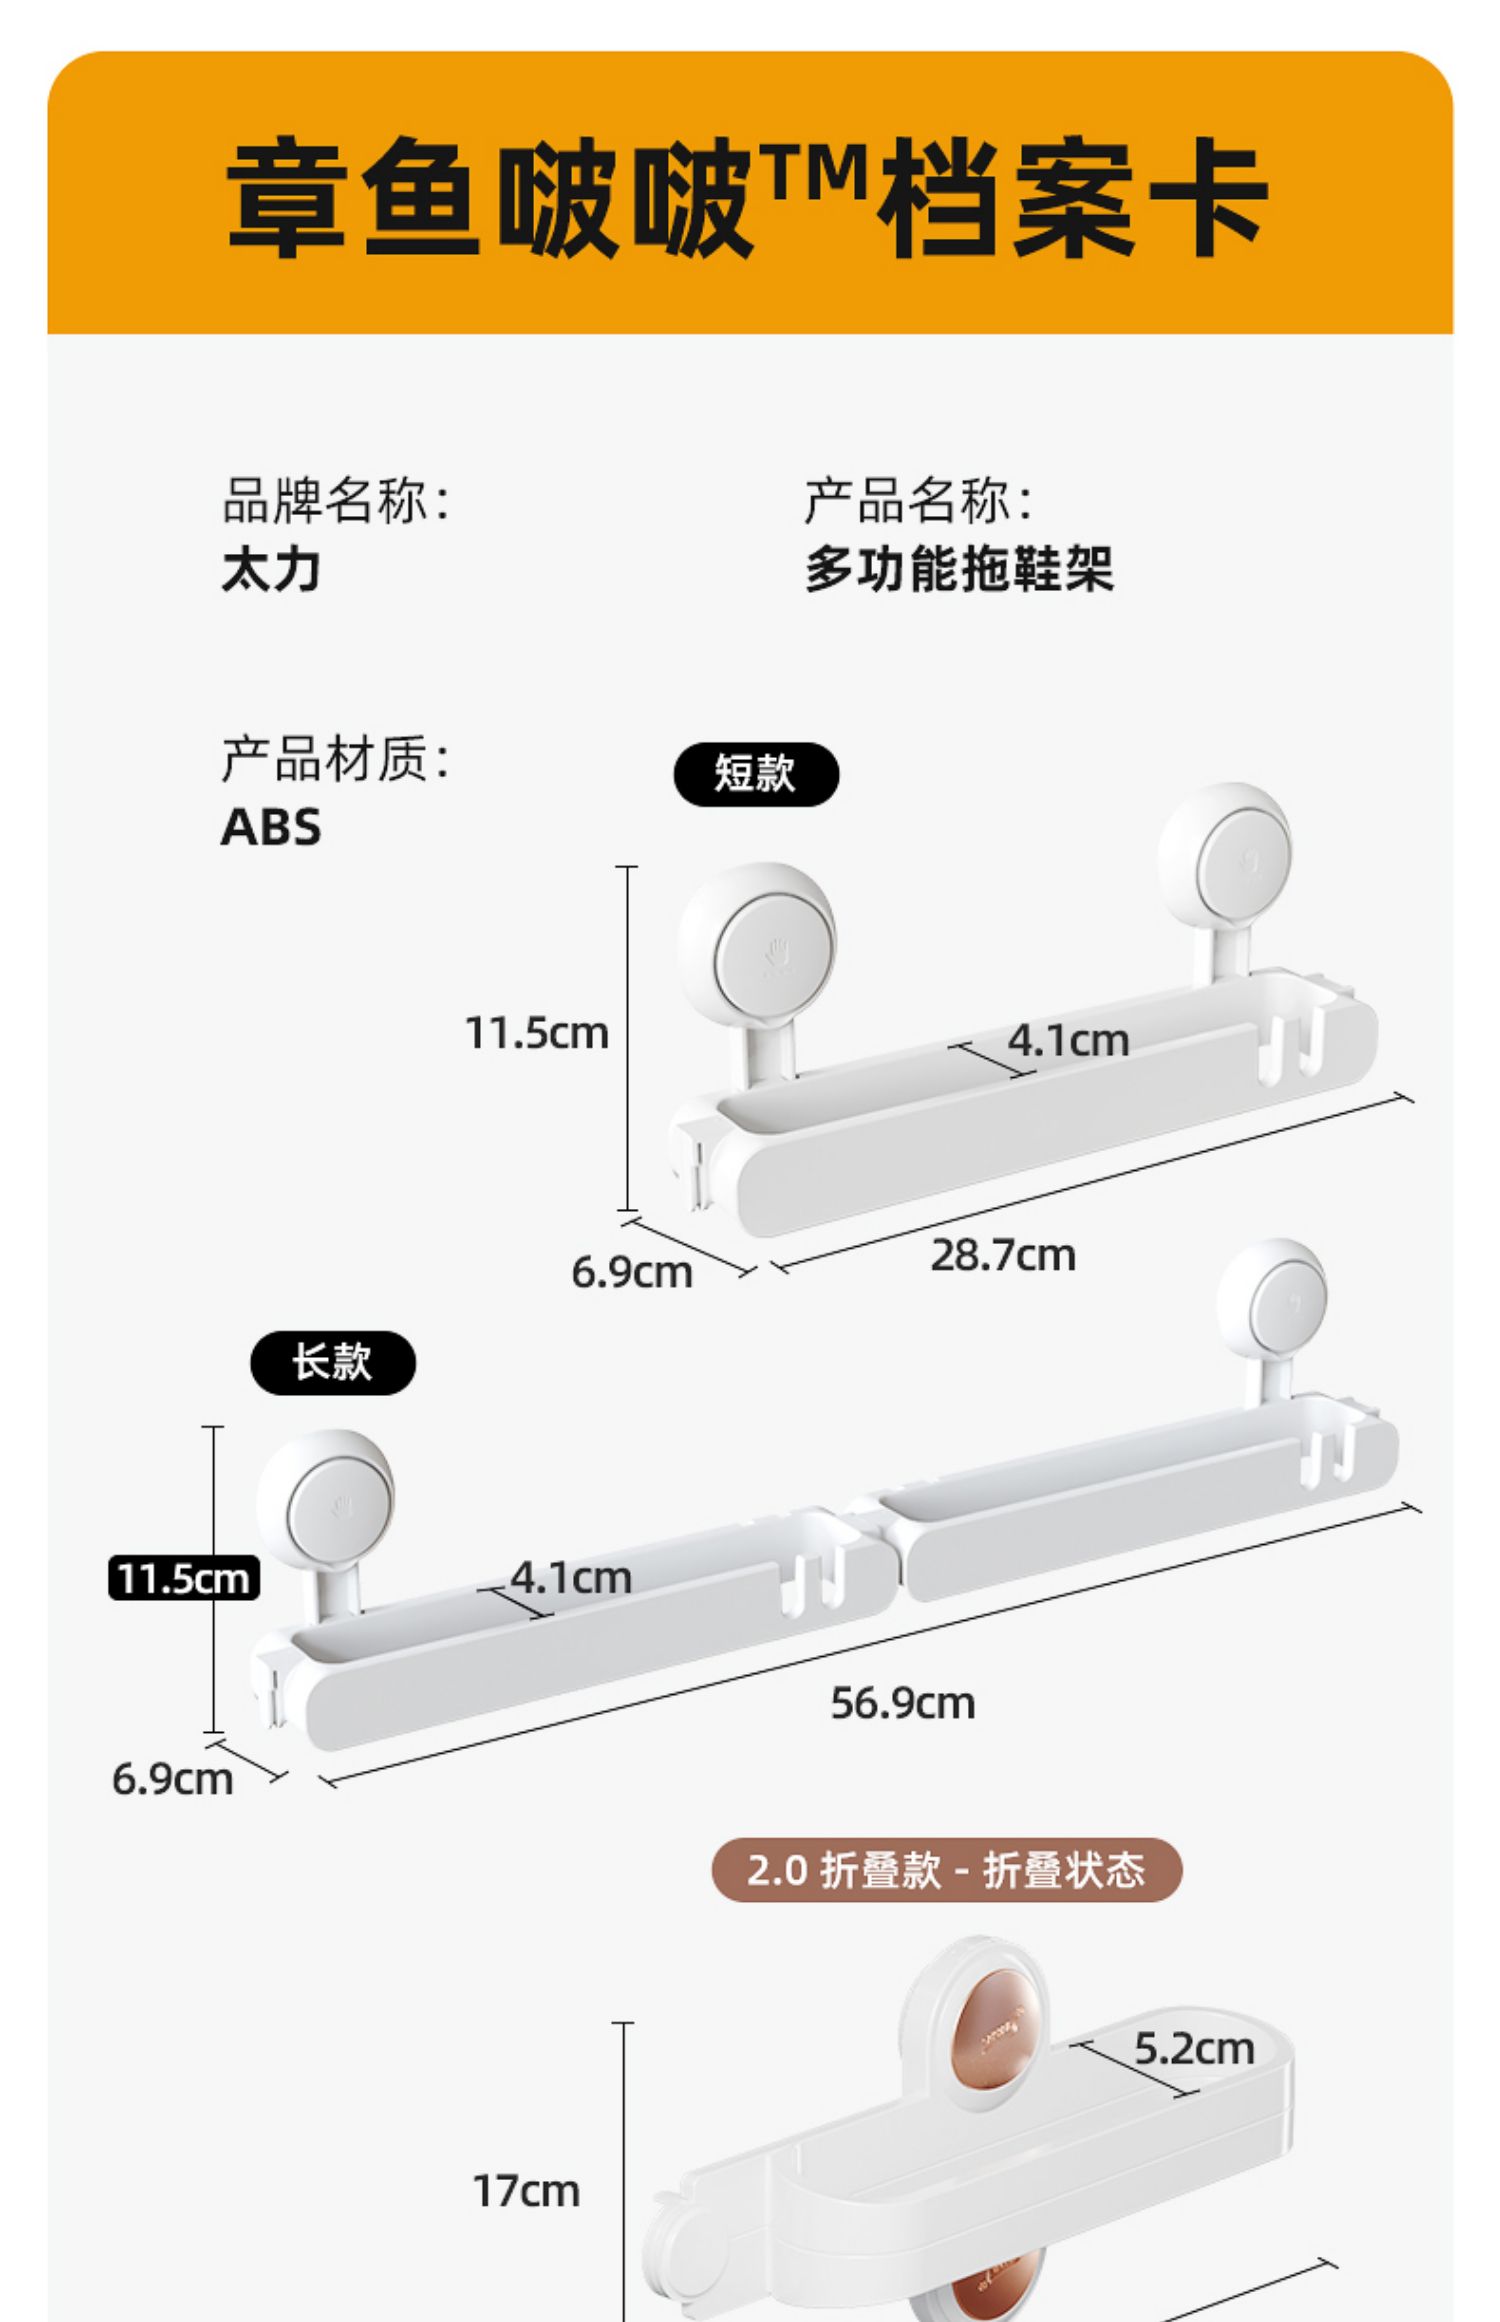 章鱼啵啵™档案卡
品牌名称：
太力
产品名称：
多功能拖鞋架
产品材质：
ABS
短款
11.5cm
4.1cm
6.9cm
28.7cm
长款
11.5cm
4.1cm
56.9cm
6.9cm
2.0 折叠款 - 折叠状态
5.2cm
17cm